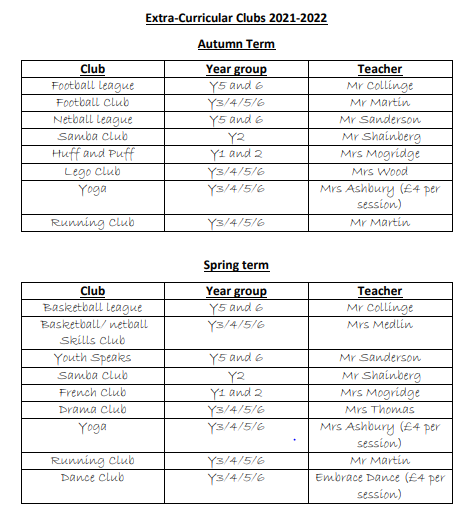 Extra-Curricular Clubs 2021-2022
Autumn Term
Club Year group Teacher
Football league Y5 and 6 Mr Collinge
Football Club Y3/4/5/6 Mr Martin
Netball league Y5 and 6 Mr Sanderson
Samba Club Y2 Mr Shainberg
Huff and Puff Y1 and 2 Mrs Mogridge
Lego Club Y3/4/5/6 Mrs Wood
Yoga Y3/4/5/6 Mrs Ashbury (£4 per
session)
Running Club Y3/4/5/6 Mr Martin
Spring term
Club Year group Teacher
Basketball league Y5 and 6 Mr Collinge
Basketball/ netball Y3/4/5/6 Mrs Medlin
Skills Club
Youth Speaks Y5 and 6 Mr Sanderson
Samba Club Y2 Mr Shainberg
French Club Y1 and 2 Mrs Mogridge
Drama Club Y3/4/5/6 Mrs Thomas
Yoga Y3/4/5/6 Mrs Ashbury (£4 per
session)
Running Club Y3/4/5/6 Mr Martin
Dance Club Y3/4/5/6 Embrace Dance (£4 per
session)